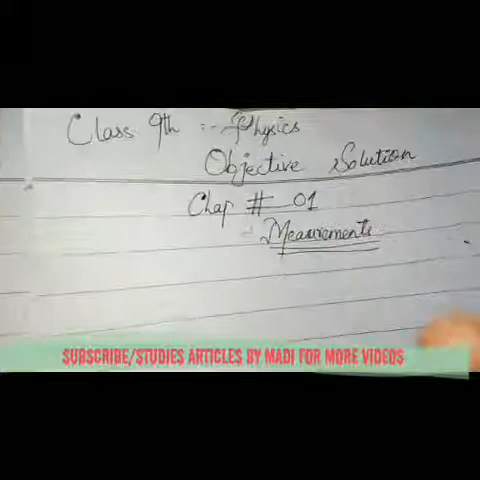 Class 9th :- Physics
Objective Solution
Chap # 01
Measurements
SUBSCRIBE/STUDIES ARTICLES BY MADI FOR MORE VIDEOS